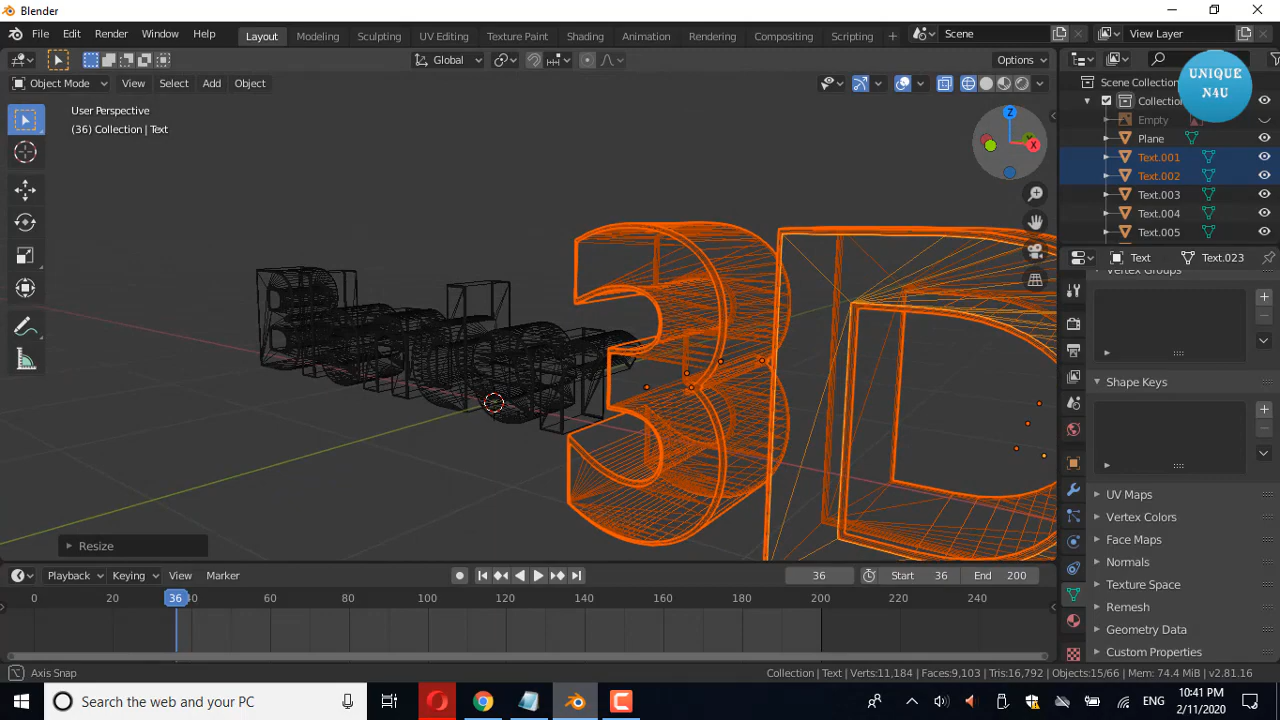 Blender
File Edit Render Window Help Layout Modeling Sculpting UV Editing Texture Paint Shading Animation Rendering Compositing Scripting Scene View Layer
Global Options
Object Mode View Select Add Object
UNIQUE
N4U
User Perspective
(36) Collection | Text
Z
X
Scene Collection
Collection
Empty
Plane
Text.001
Text.002
Text.003
Text.004
Text.005
Text Text.023
Vertex Groups
Shape Keys
UV Maps
Vertex Colors
Face Maps
Normals
Texture Space
Remesh
Geometry Data
Custom Properties
3D
Resize
Playback Keying View Marker 36 Start 36 End 200
0 20 36 40 60 80 100 120 140 160 180 200 220 240
Axis Snap Collection | Text | Verts:11,184 | Faces:9,103 | Tris:16,792 | Objects:15/66 | Mem: 74.4 MiB | v2.81.16
Search the web and your PC
ENG
10:41 PM
2/11/2020